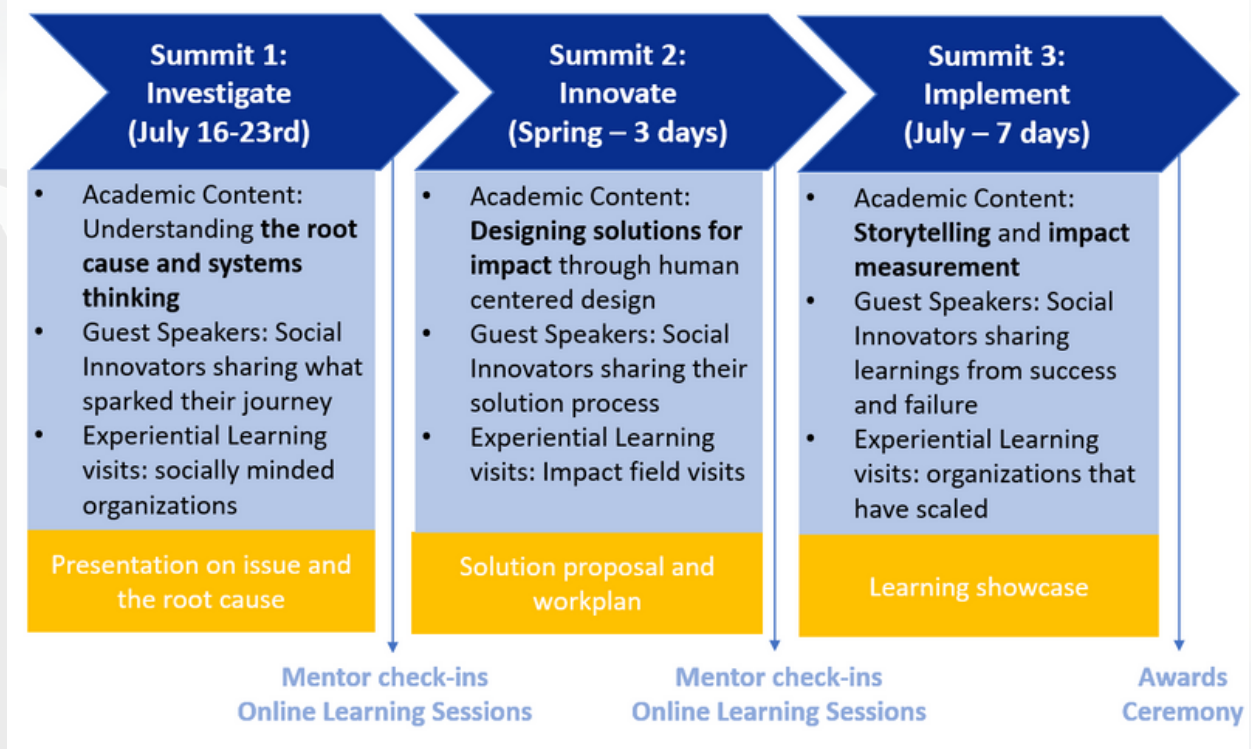 Summit 1:
Investigate
(July 16-23rd)
• Academic Content:
Understanding the root
cause and systems
thinking
• Guest Speakers: Social
Innovators sharing what
sparked their journey
• Experiential Learning
visits: socially minded
organizations
Presentation on issue and
the root cause
Mentor check-ins
Online Learning Sessions
Summit 2:
Innovate
(Spring – 3 days)
• Academic Content:
Designing solutions for
impact through human
centered design
• Guest Speakers: Social
Innovators sharing their
solution process
• Experiential Learning
visits: Impact field visits
Solution proposal and
workplan
Mentor check-ins
Online Learning Sessions
Summit 3:
Implement
(July – 7 days)
• Academic Content:
Storytelling and impact
measurement
• Guest Speakers: Social
Innovators sharing
learnings from success
and failure
• Experiential Learning
visits: organizations that
have scaled
Learning showcase
Awards
Ceremony